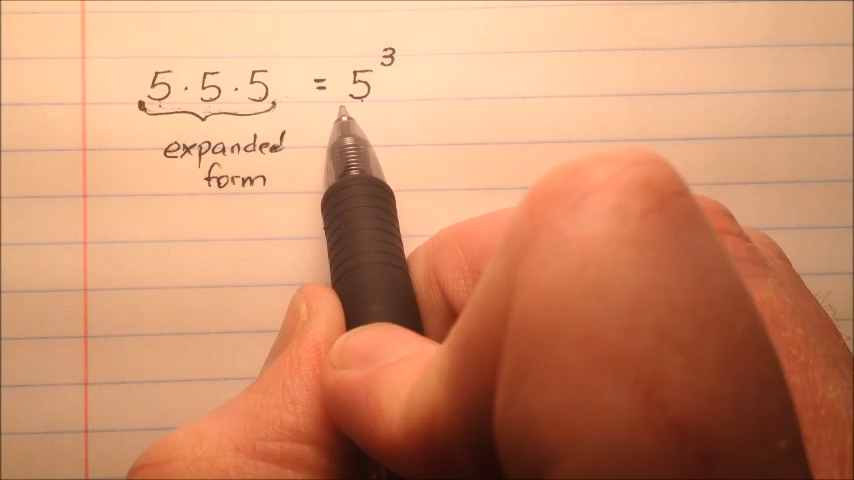 5 · 5 · 5 = 5³
expanded
form